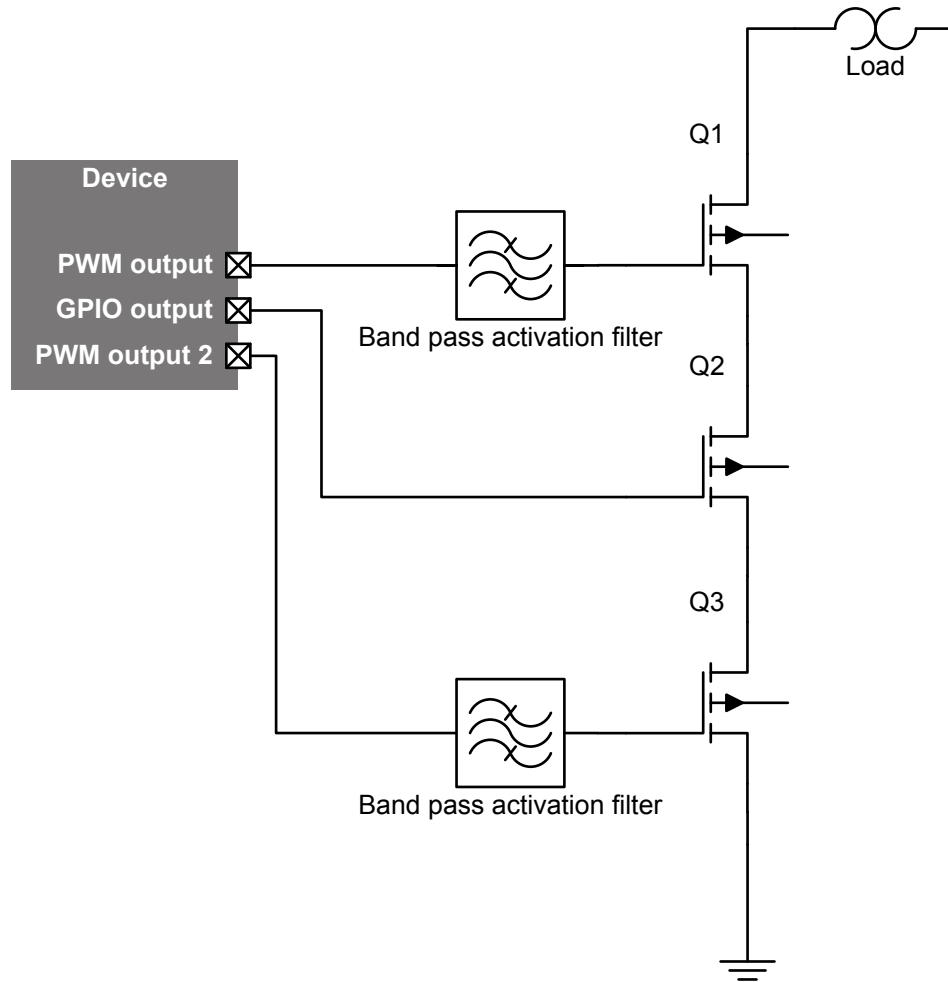 Load
Q1
Device
PWM output
GPIO output
PWM output 2
Band pass activation filter
Q2
Q3
Band pass activation filter